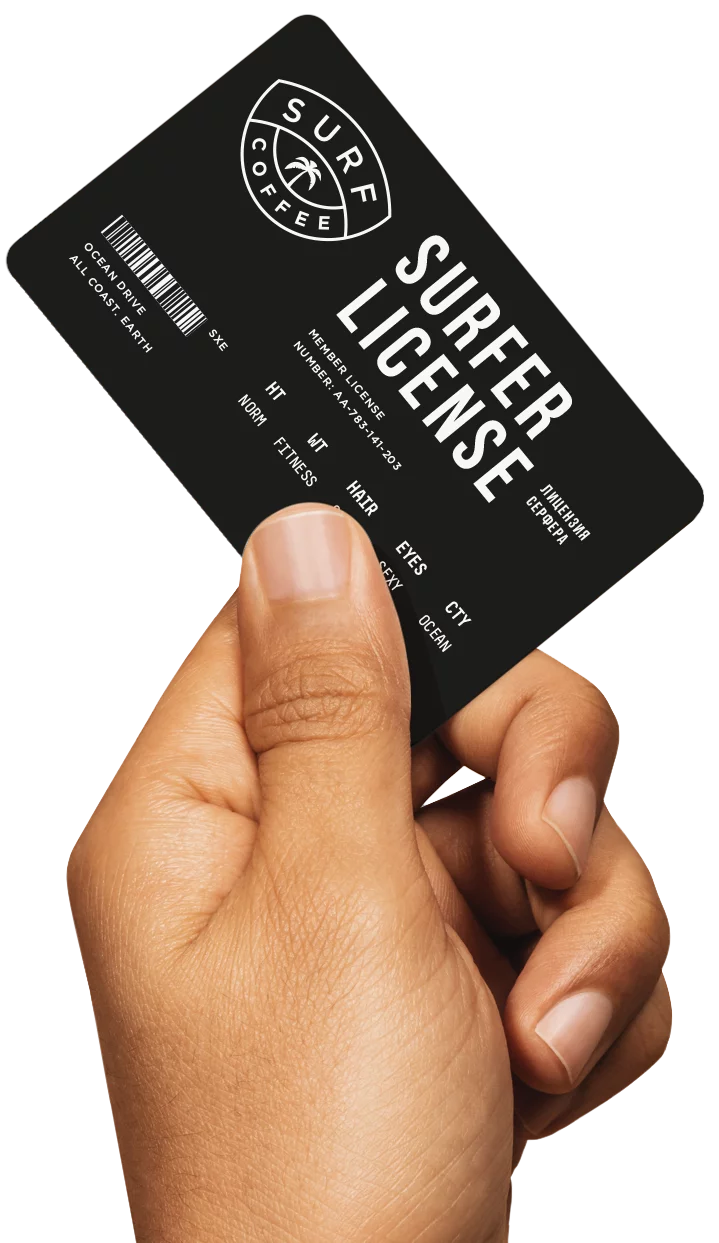 SURF
COFFEE
SURFER
LICENSE
ЛИЦЕНЗИЯ
СЕРФЕРА
MEMBER LICENSE
NUMBER: AA-783-141-203
OCEAN DRIVE
ALL COAST. EARTH
SXE
HT WT HAIR EYES CTY
NORM FITNESS SEXY OCEAN